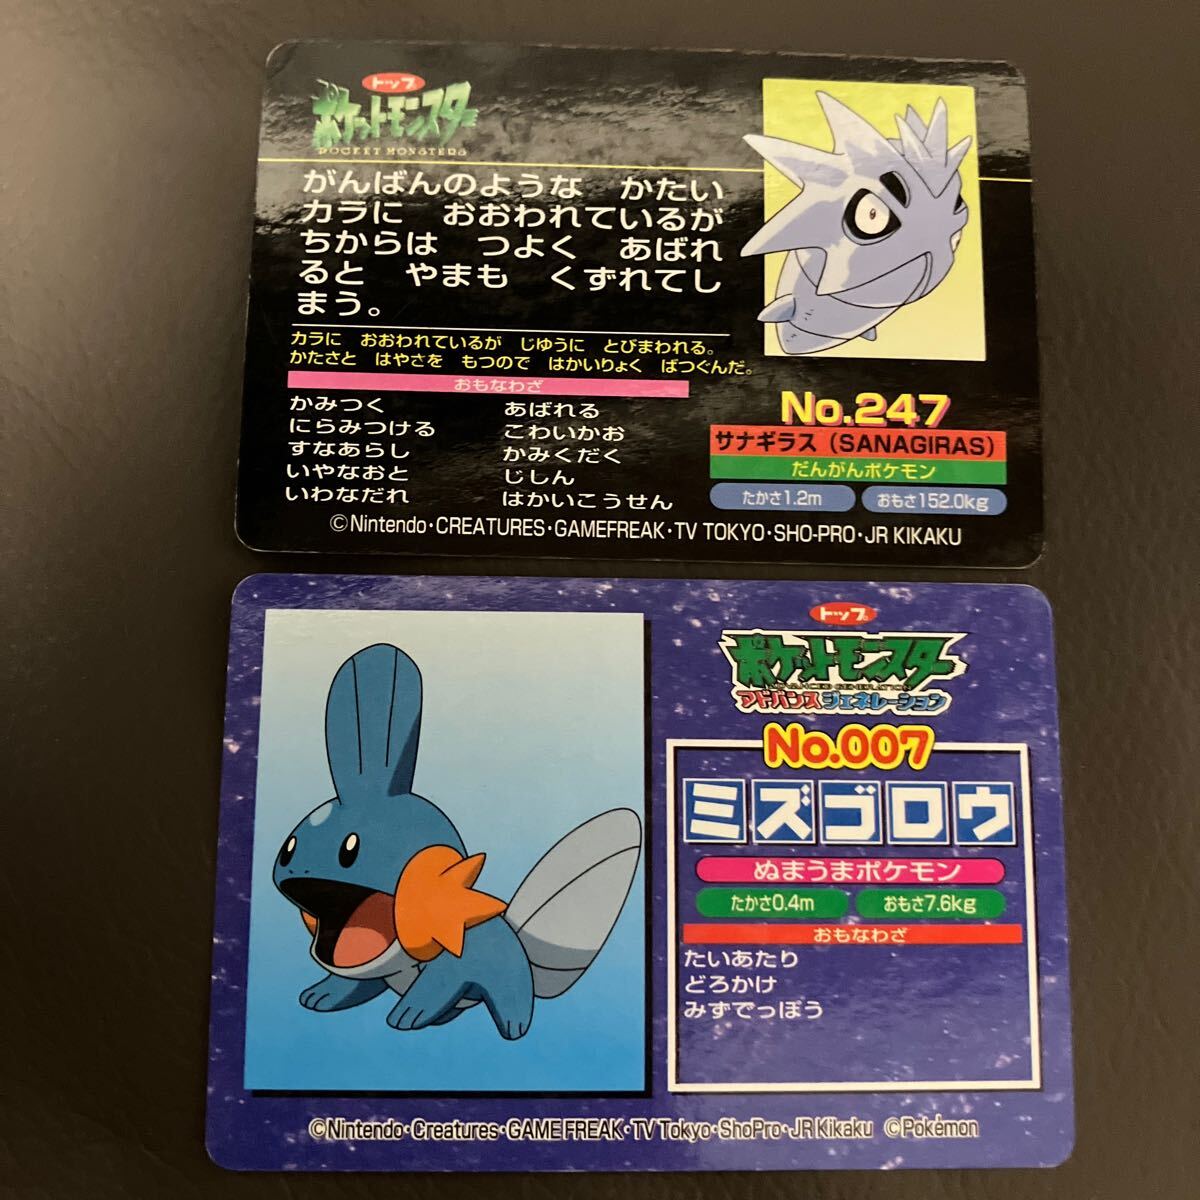 トップ
ポケットモンスター
POCKET MONSTERS
がんばんのような かたい
カラに おおわれているが
ちからは つよく あばれ
ると やまも くずれてし
まう。
カラに おおわれているが じゆうに とびまわれる。
かたさと はやさを もつので はかいりょく ばつぐんだ。
おもなわざ
かみつく
にらみつける
すなあらし
いやなおと
いわなだれ
あばれる
こわいかお
かみくだく
じしん
はかいこうせん
No.247
サナギラス (SANAGIRAS)
だんがんポケモン
たかさ1.2m
おもさ152.0kg
©Nintendo・CREATURES・GAMEFREAK・TV TOKYO・SHO-PRO・JR KIKAKU
トップ
ポケットモンスター
ADVANCED GENERATION
アドバンスジェネレーション
No.007
ミズゴロウ
ぬまうまポケモン
たかさ0.4m
おもさ7.6kg
おもなわざ
たいあたり
どろかけ
みずでっぽう
©Nintendo・Creatures・GAMEFREAK・TV Tokyo・ShoPro・JR Kikaku ©Pokémon